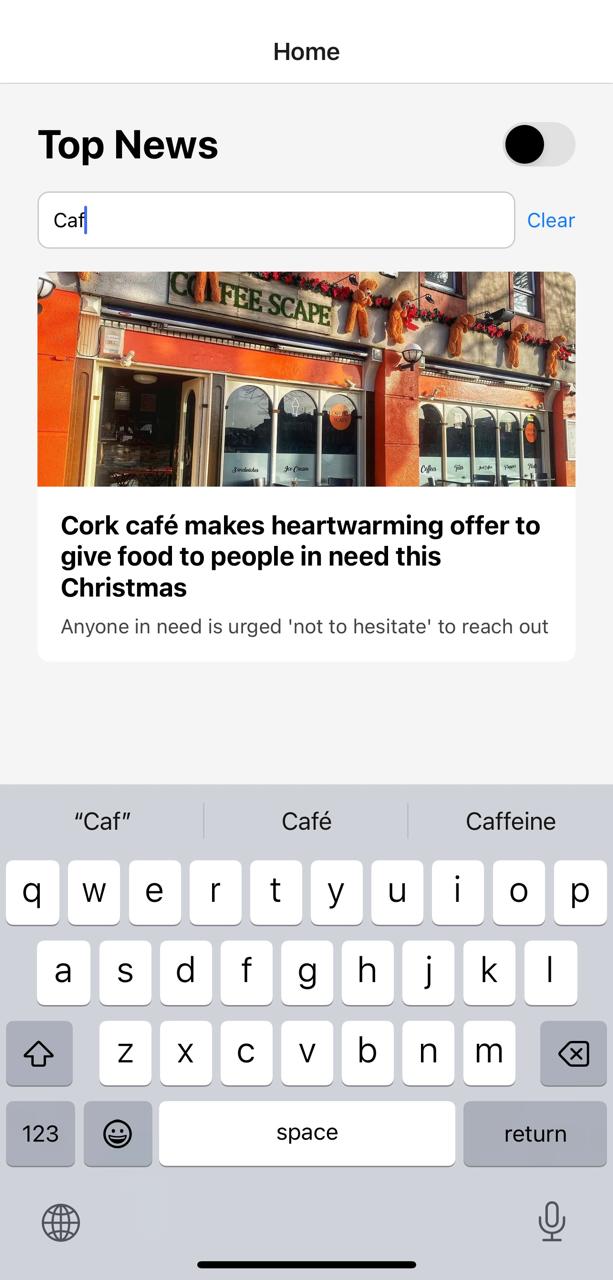 Home
Top News
Caf
Clear
COFFEE SCAPE
Sandwiches
Ice Cream
Coffees
Cork café makes heartwarming offer to
give food to people in need this
Christmas
Anyone in need is urged 'not to hesitate' to reach out
“Caf”
Café
Caffeine
q w e r t y u i o p
a s d f g h j k l
z x c v b n m
123
space
return